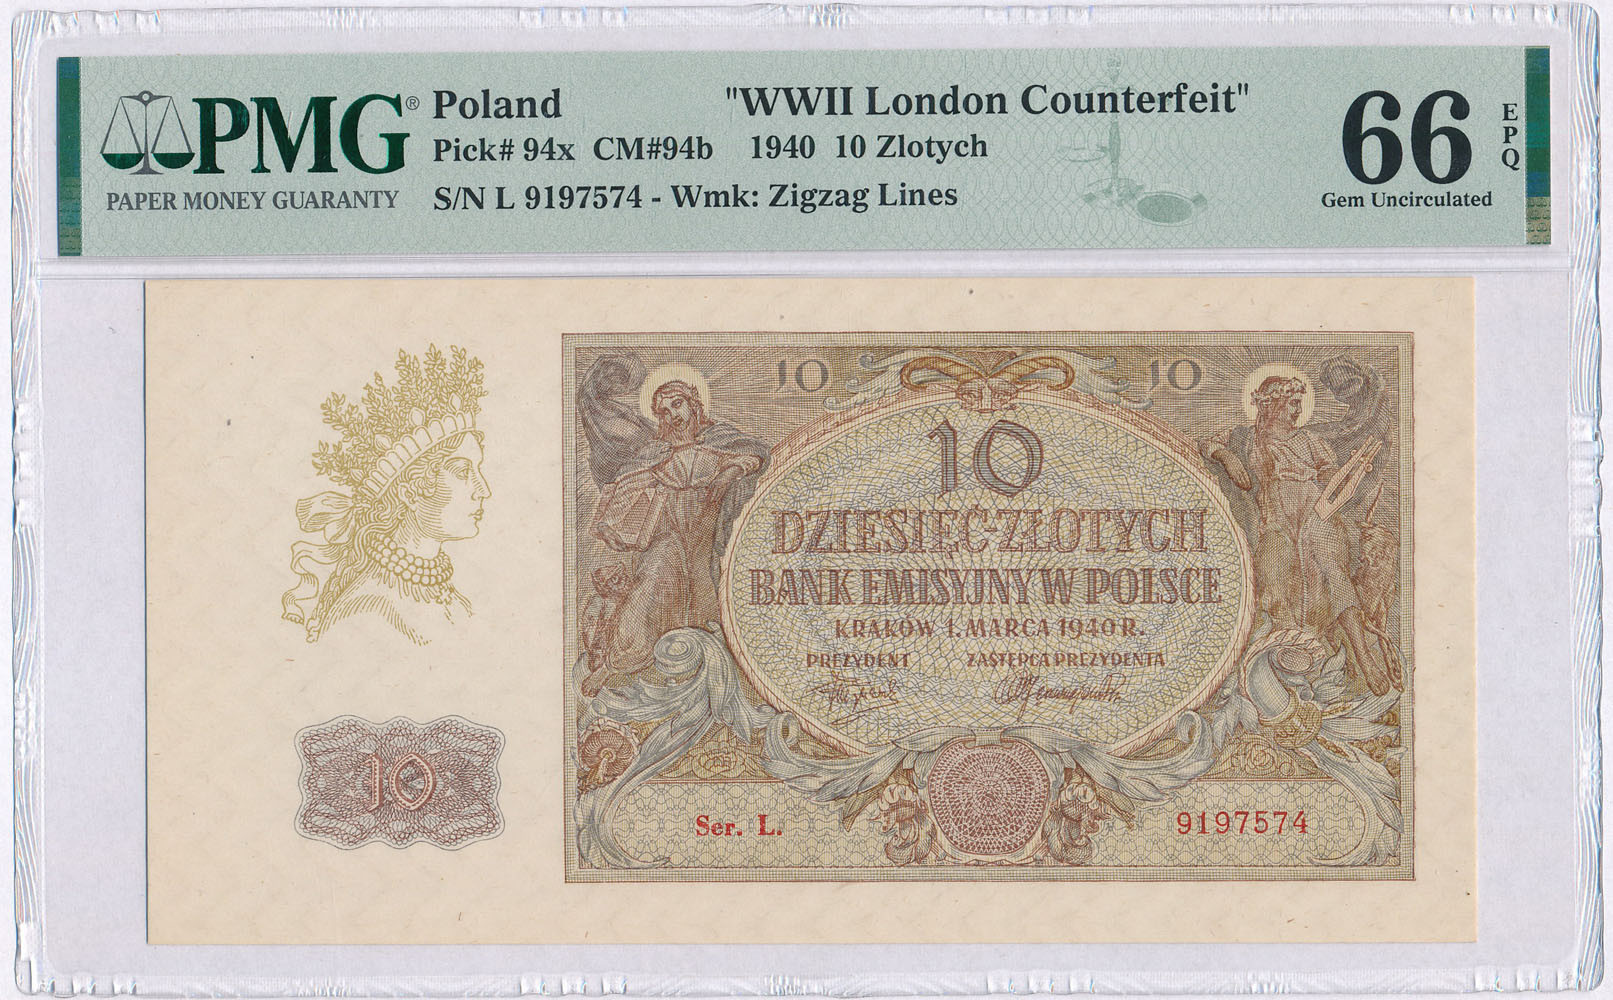 PMG®
PAPER MONEY GUARANTY
Poland "WWII London Counterfeit"
Pick# 94x CM#94b 1940 10 Zlotych
S/N L 9197574 - Wmk: Zigzag Lines
66 EPQ
Gem Uncirculated
10 10
10
DZIESIĘĆ ZŁOTYCH
BANK EMISYJNY W POLSCE
KRAKÓW 1. MARCA 1940 R.
PREZYDENT ZASTĘPCA PREZYDENTA
10
Ser. L. 9197574